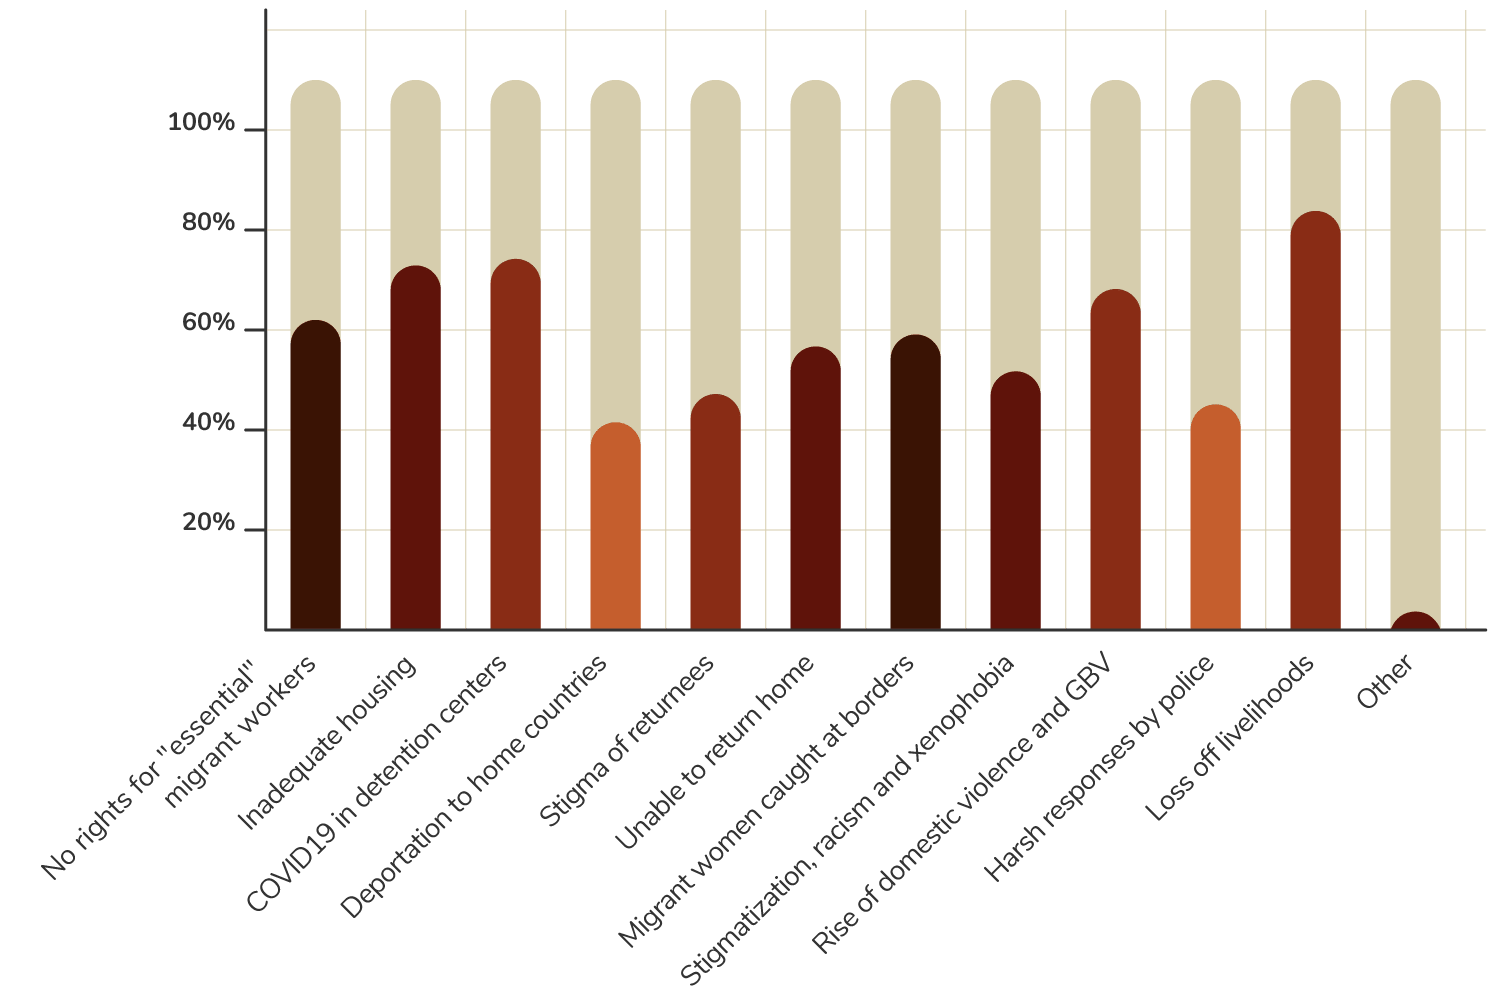 100%
80%
60%
40%
20%
No rights for "essential"
migrant workers
Inadequate housing
COVID19 in detention centers
Deportation to home countries
Stigma of returnees
Unable to return home
Migrant women caught at borders
Stigmatization, racism and xenophobia
Rise of domestic violence and GBV
Harsh responses by police
Loss off livelihoods
Other